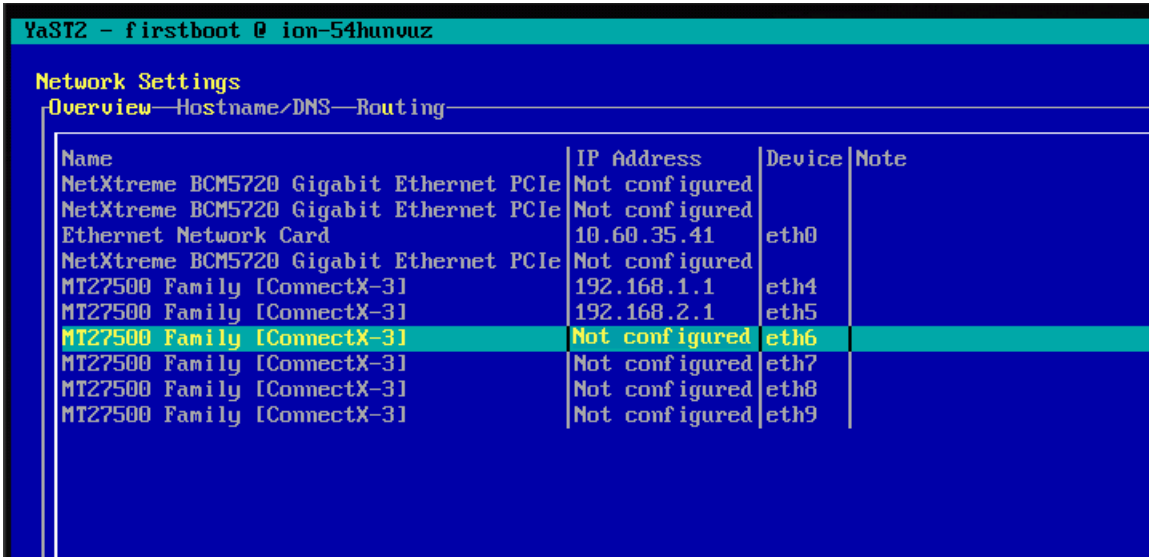 YaST2 - firstboot @ ion-54hunvuz
Network Settings
Overview Hostname/DNS Routing
Name IP Address Device Note
NetXtreme BCM5720 Gigabit Ethernet PCIe Not configured
NetXtreme BCM5720 Gigabit Ethernet PCIe Not configured
Ethernet Network Card 10.60.35.41 eth0
NetXtreme BCM5720 Gigabit Ethernet PCIe Not configured
MT27500 Family [ConnectX-3] 192.168.1.1 eth4
MT27500 Family [ConnectX-3] 192.168.2.1 eth5
MT27500 Family [ConnectX-3] Not configured eth6
MT27500 Family [ConnectX-3] Not configured eth7
MT27500 Family [ConnectX-3] Not configured eth8
MT27500 Family [ConnectX-3] Not configured eth9